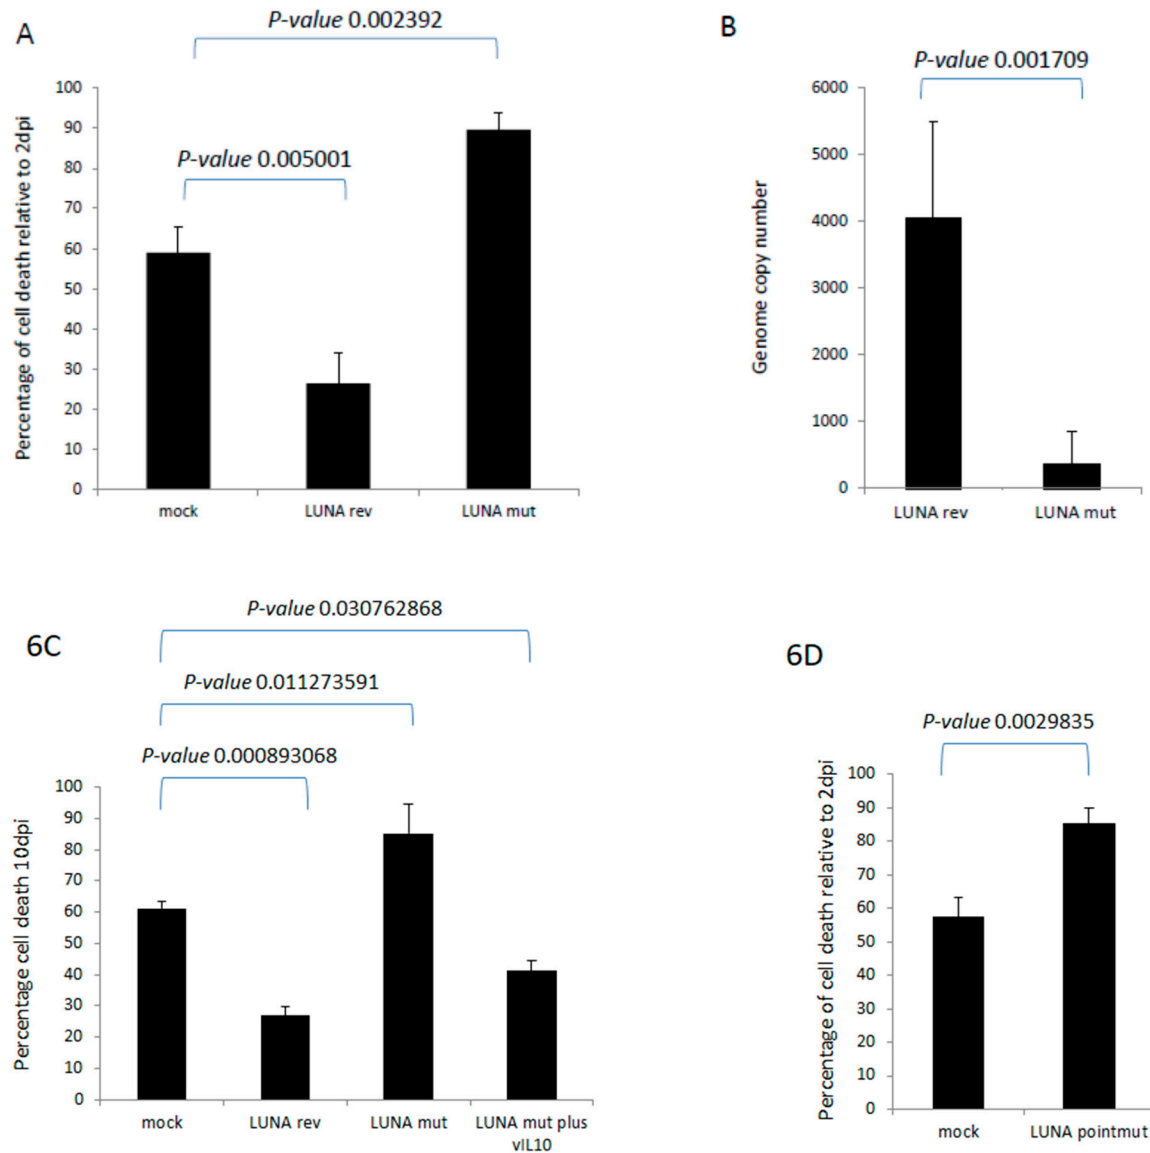 A
P-value 0.002392
P-value 0.005001
Percentage of cell death relative to 2dpi
100
90
80
70
60
50
40
30
20
10
0
mock LUNA rev LUNA mut
B
P-value 0.001709
Genome copy number
6000
5000
4000
3000
2000
1000
0
LUNA rev LUNA mut
6C
P-value 0.030762868
P-value 0.011273591
P-value 0.000893068
Percentage cell death 10dpi
100
90
80
70
60
50
40
30
20
10
0
mock LUNA rev LUNA mut LUNA mut plus
vIL10
6D
P-value 0.0029835
Percentage of cell death relative to 2dpi
100
90
80
70
60
50
40
30
20
10
0
mock LUNA pointmut